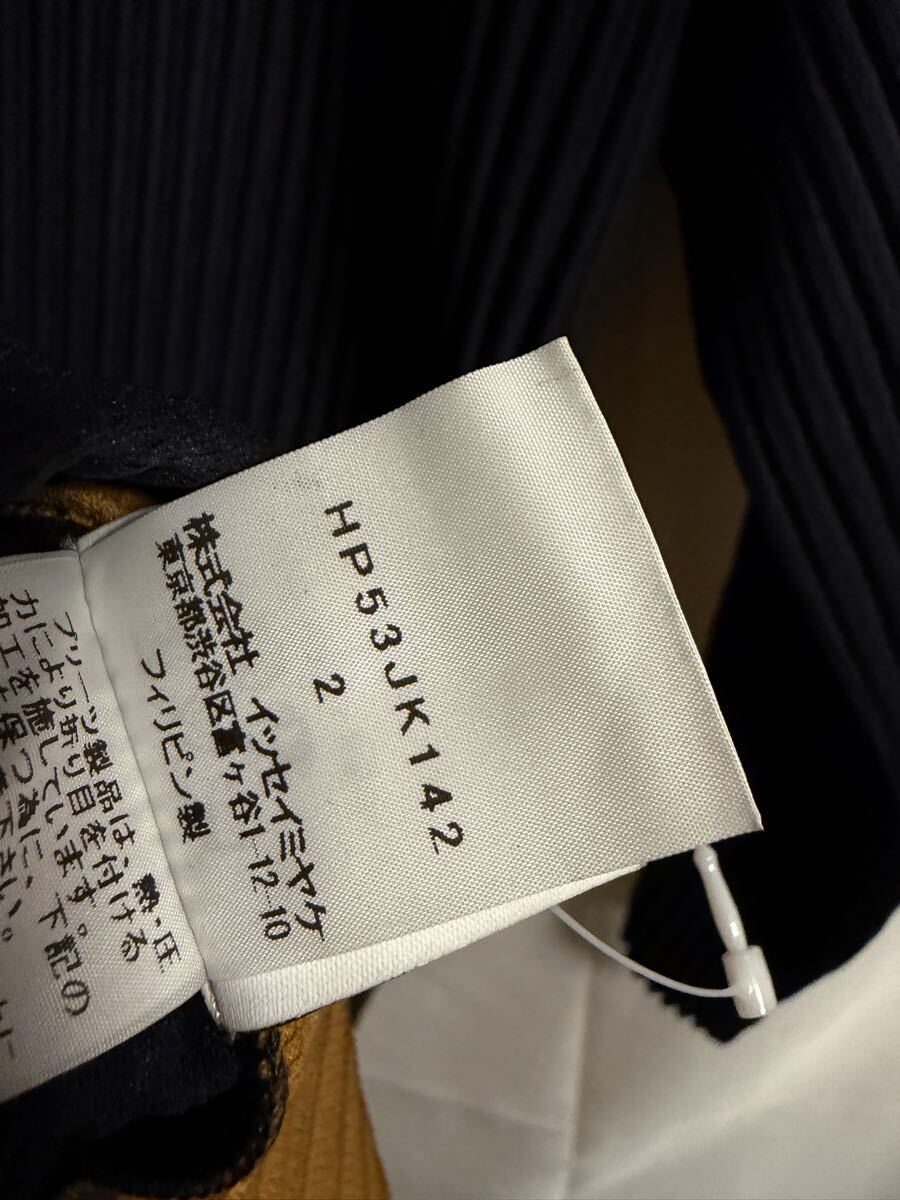 HP53JK142
2
株式会社 イッセイミヤケ
東京都渋谷区富ヶ谷1-12-10
フィリピン製
プリーツ製品は、熱・圧
力により折り目を付ける
加工を施しています。下記の